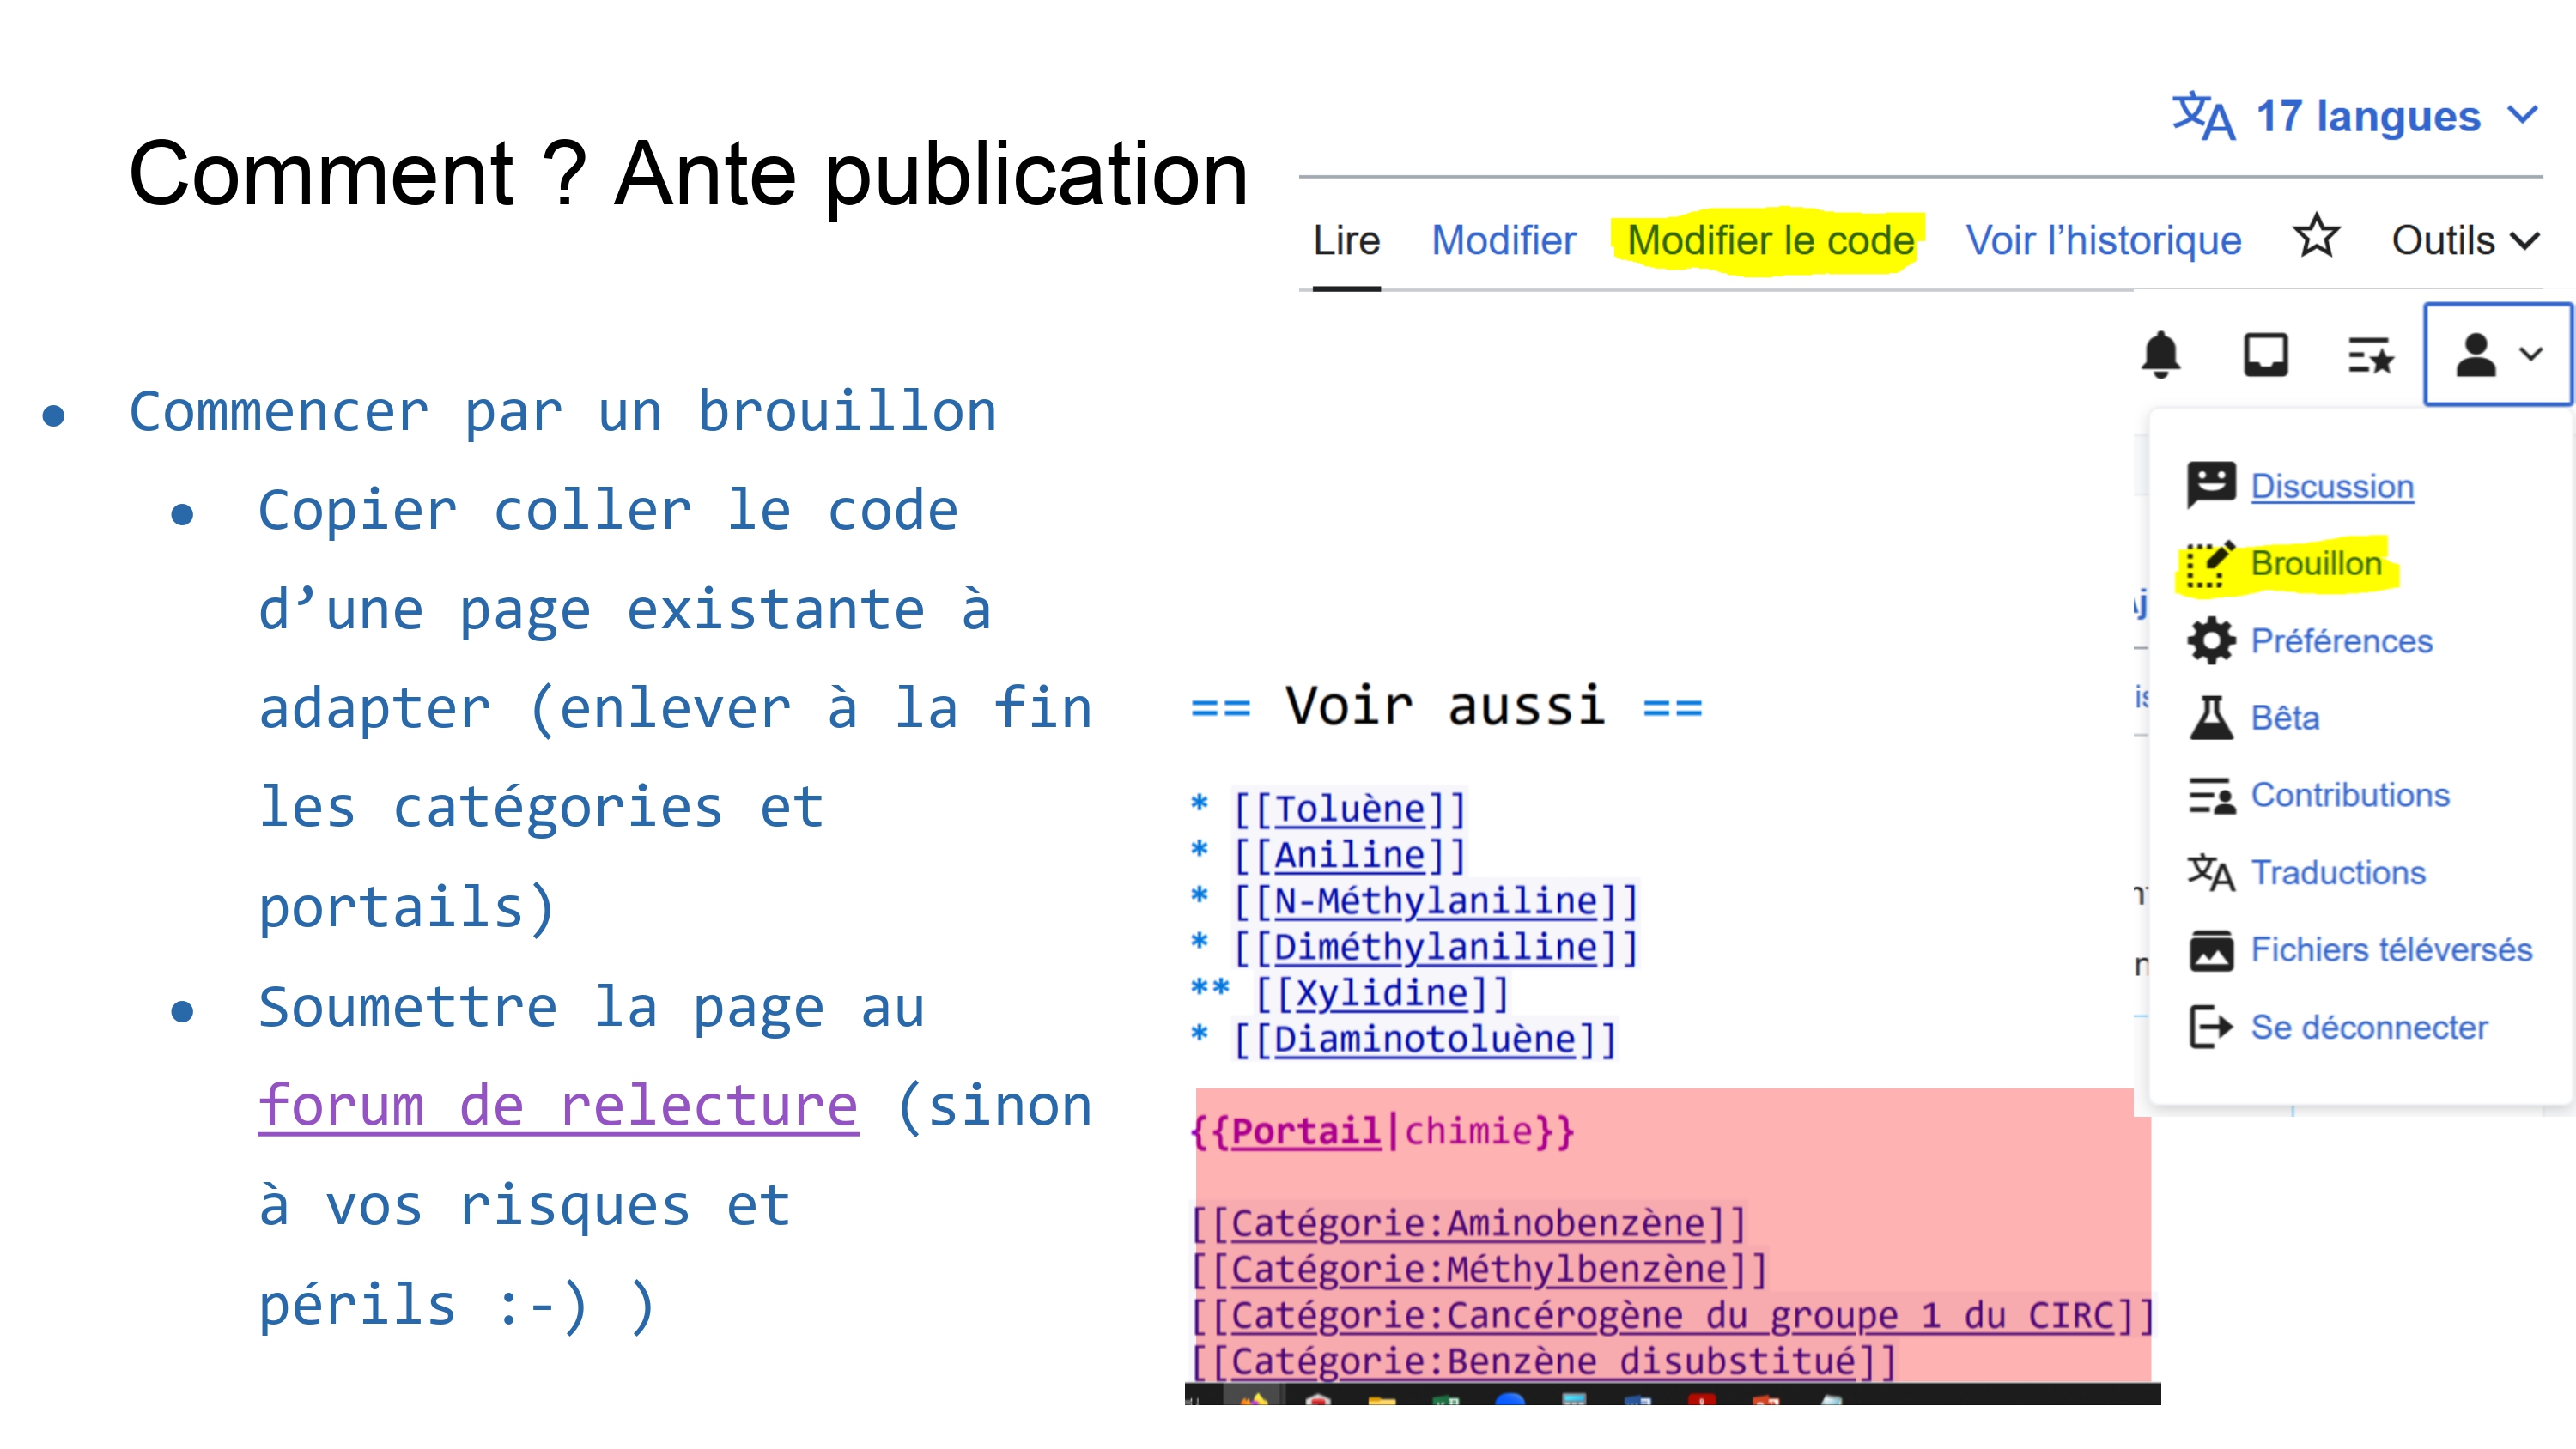 Comment ? Ante publication
• Commencer par un brouillon
• Copier coller le code
d’une page existante à
adapter (enlever à la fin
les catégories et
portails)
• Soumettre la page au
forum de relecture (sinon
à vos risques et
périls :-) )
17 langues
Lire Modifier Modifier le code Voir l’historique Outils
Discussion
Brouillon
Préférences
Bêta
Contributions
Traductions
Fichiers téléversés
Se déconnecter
== Voir aussi ==
* [[Toluène]]
* [[Aniline]]
* [[N-Méthylaniline]]
* [[Diméthylaniline]]
** [[Xylidine]]
* [[Diaminotoluène]]
{{Portail|chimie}}
[[Catégorie:Aminobenzène]]
[[Catégorie:Méthylbenzène]]
[[Catégorie:Cancérogène du groupe 1 du CIRC]]
[[Catégorie:Benzène disubstitué]]